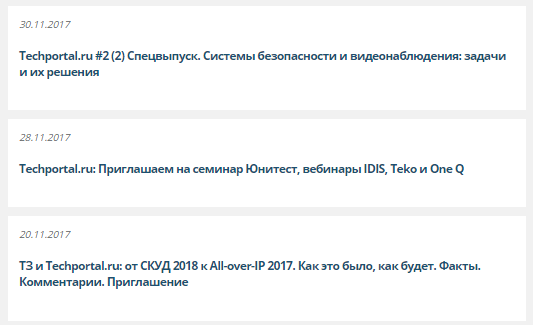 30.11.2017
Techportal.ru #2 (2) Спецвыпуск. Системы безопасности и видеонаблюдения: задачи
и их решения
28.11.2017
Techportal.ru: Приглашаем на семинар Юнитест, вебинары IDIS, Teko и One Q
20.11.2017
ТЗ и Techportal.ru: от СКУД 2018 к All-over-IP 2017. Как это было, как будет. Факты.
Комментарии. Приглашение